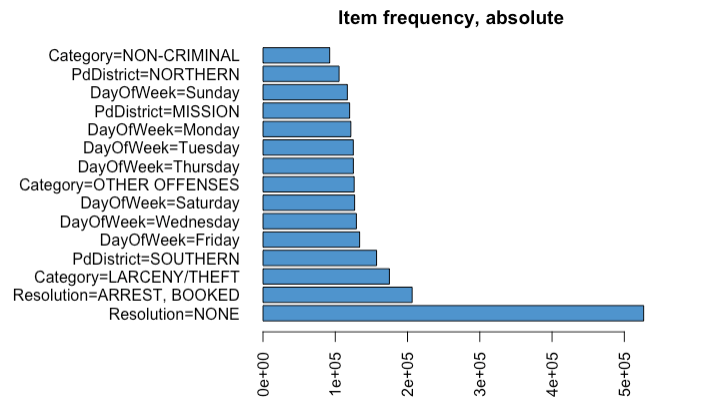 Item frequency, absolute
Category=NON-CRIMINAL
PdDistrict=NORTHERN
DayOfWeek=Sunday
PdDistrict=MISSION
DayOfWeek=Monday
DayOfWeek=Tuesday
DayOfWeek=Thursday
Category=OTHER OFFENSES
DayOfWeek=Saturday
DayOfWeek=Wednesday
DayOfWeek=Friday
PdDistrict=SOUTHERN
Category=LARCENY/THEFT
Resolution=ARREST, BOOKED
Resolution=NONE
0e+00
1e+05
2e+05
3e+05
4e+05
5e+05